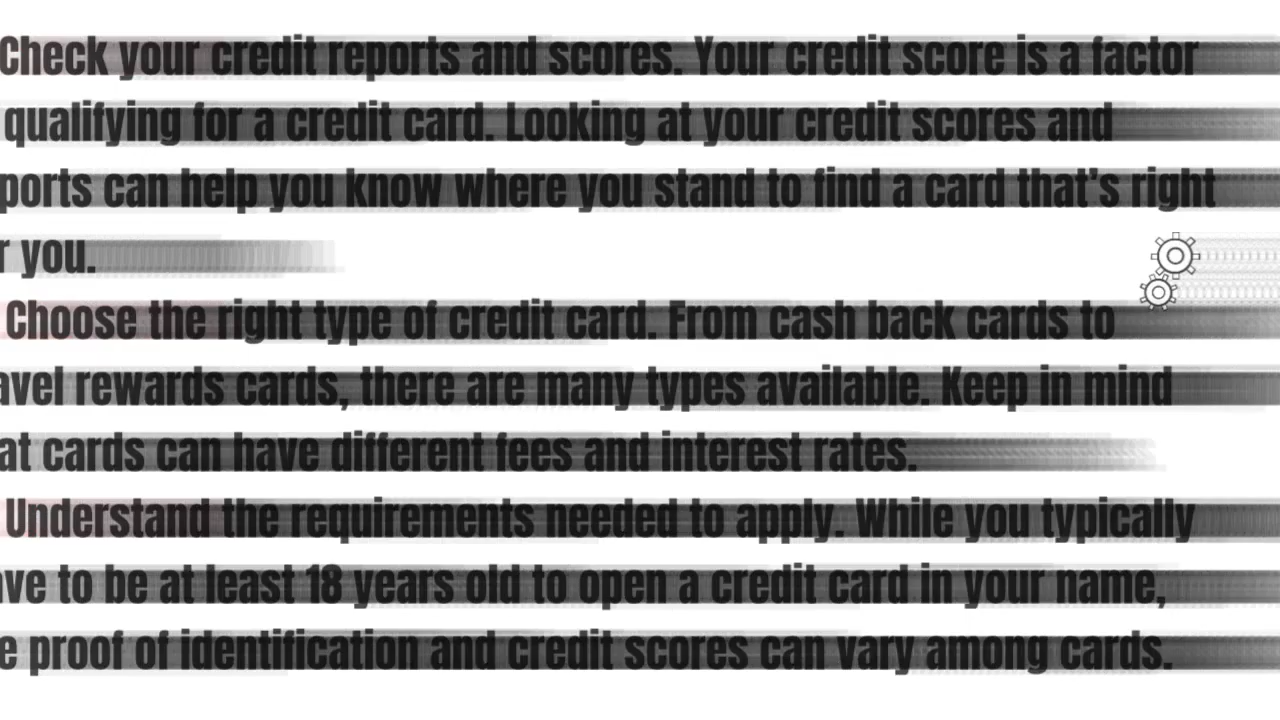 Check your credit reports and scores. Your credit score is a factor
qualifying for a credit card. Looking at your credit scores and
ports can help you know where you stand to find a card that's right
r you.
Choose the right type of credit card. From cash back cards to
avel rewards cards, there are many types available. Keep in mind
at cards can have different fees and interest rates.
Understand the requirements needed to apply. While you typically
ave to be at least 18 years old to open a credit card in your name,
e proof of identification and credit scores can vary among cards.